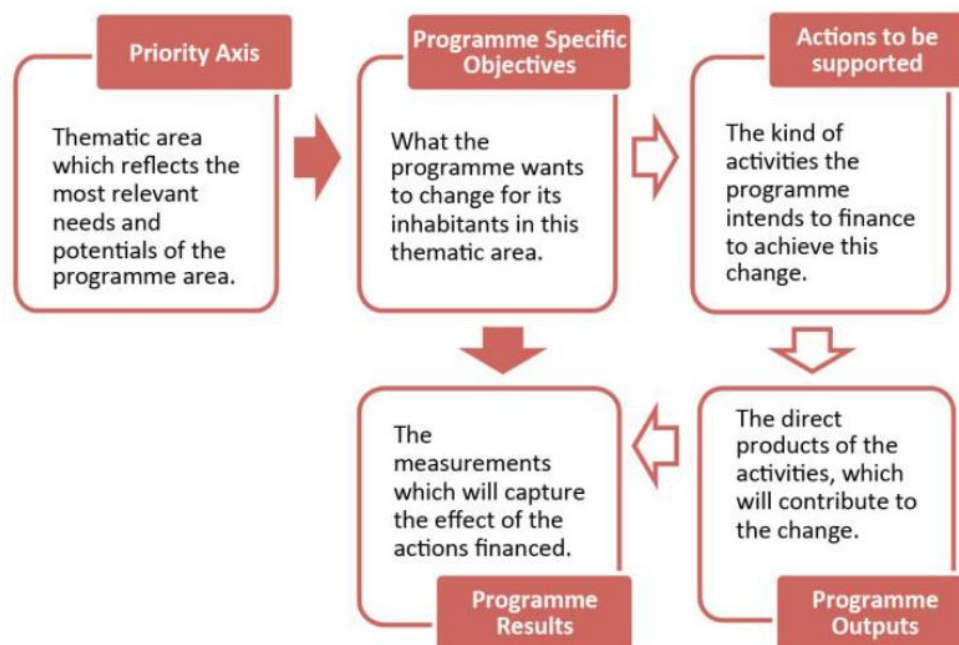 Priority Axis
Thematic area
which reflects the
most relevant
needs and
potentials of the
programme area.
Programme Specific
Objectives
What the
programme wants
to change for its
inhabitants in this
thematic area.
Actions to be
supported
The kind of
activities the
programme
intends to finance
to achieve this
change.
The
measurements
which will capture
the effect of the
actions financed.
Programme
Results
The direct
products of the
activities, which
will contribute to
the change.
Programme
Outputs